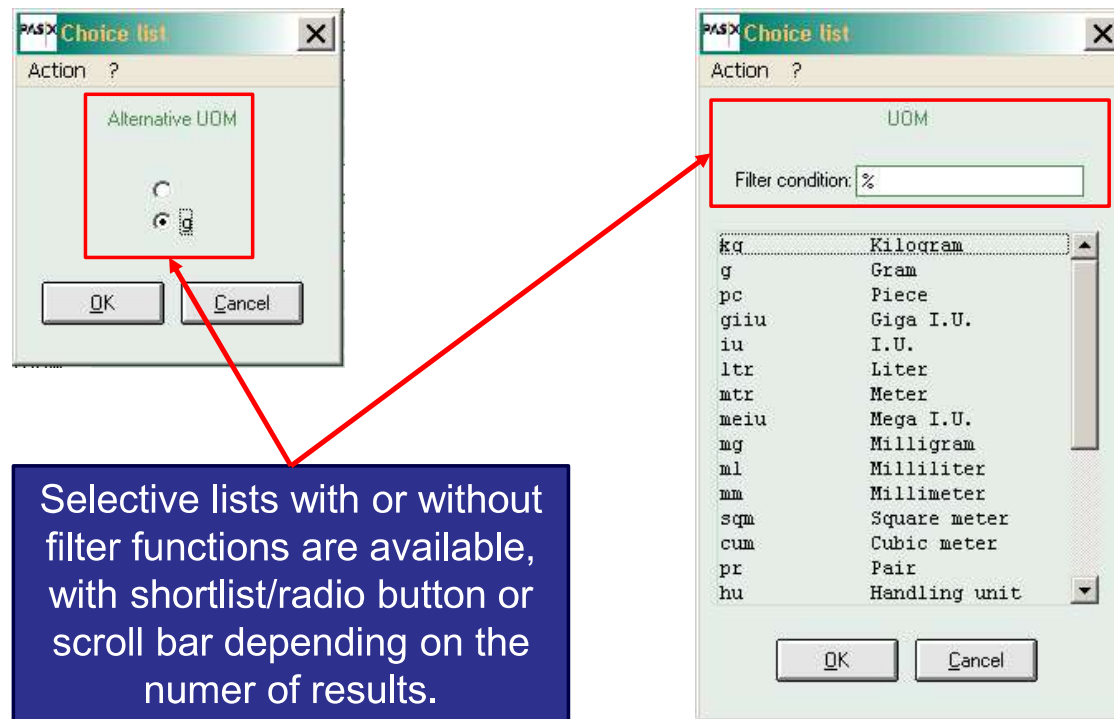 PAS|X Choice list
Action ?
Alternative UOM
g
OK Cancel
Selective lists with or without
filter functions are available,
with shortlist/radio button or
scroll bar depending on the
numer of results.
PAS|X Choice list
Action ?
UOM
Filter condition: %
kg Kilogram
g Gram
pc Piece
giiu Giga I.U.
iu I.U.
ltr Liter
mtr Meter
meiu Mega I.U.
mg Milligram
ml Milliliter
mm Millimeter
sqm Square meter
cum Cubic meter
pr Pair
hu Handling unit
OK Cancel